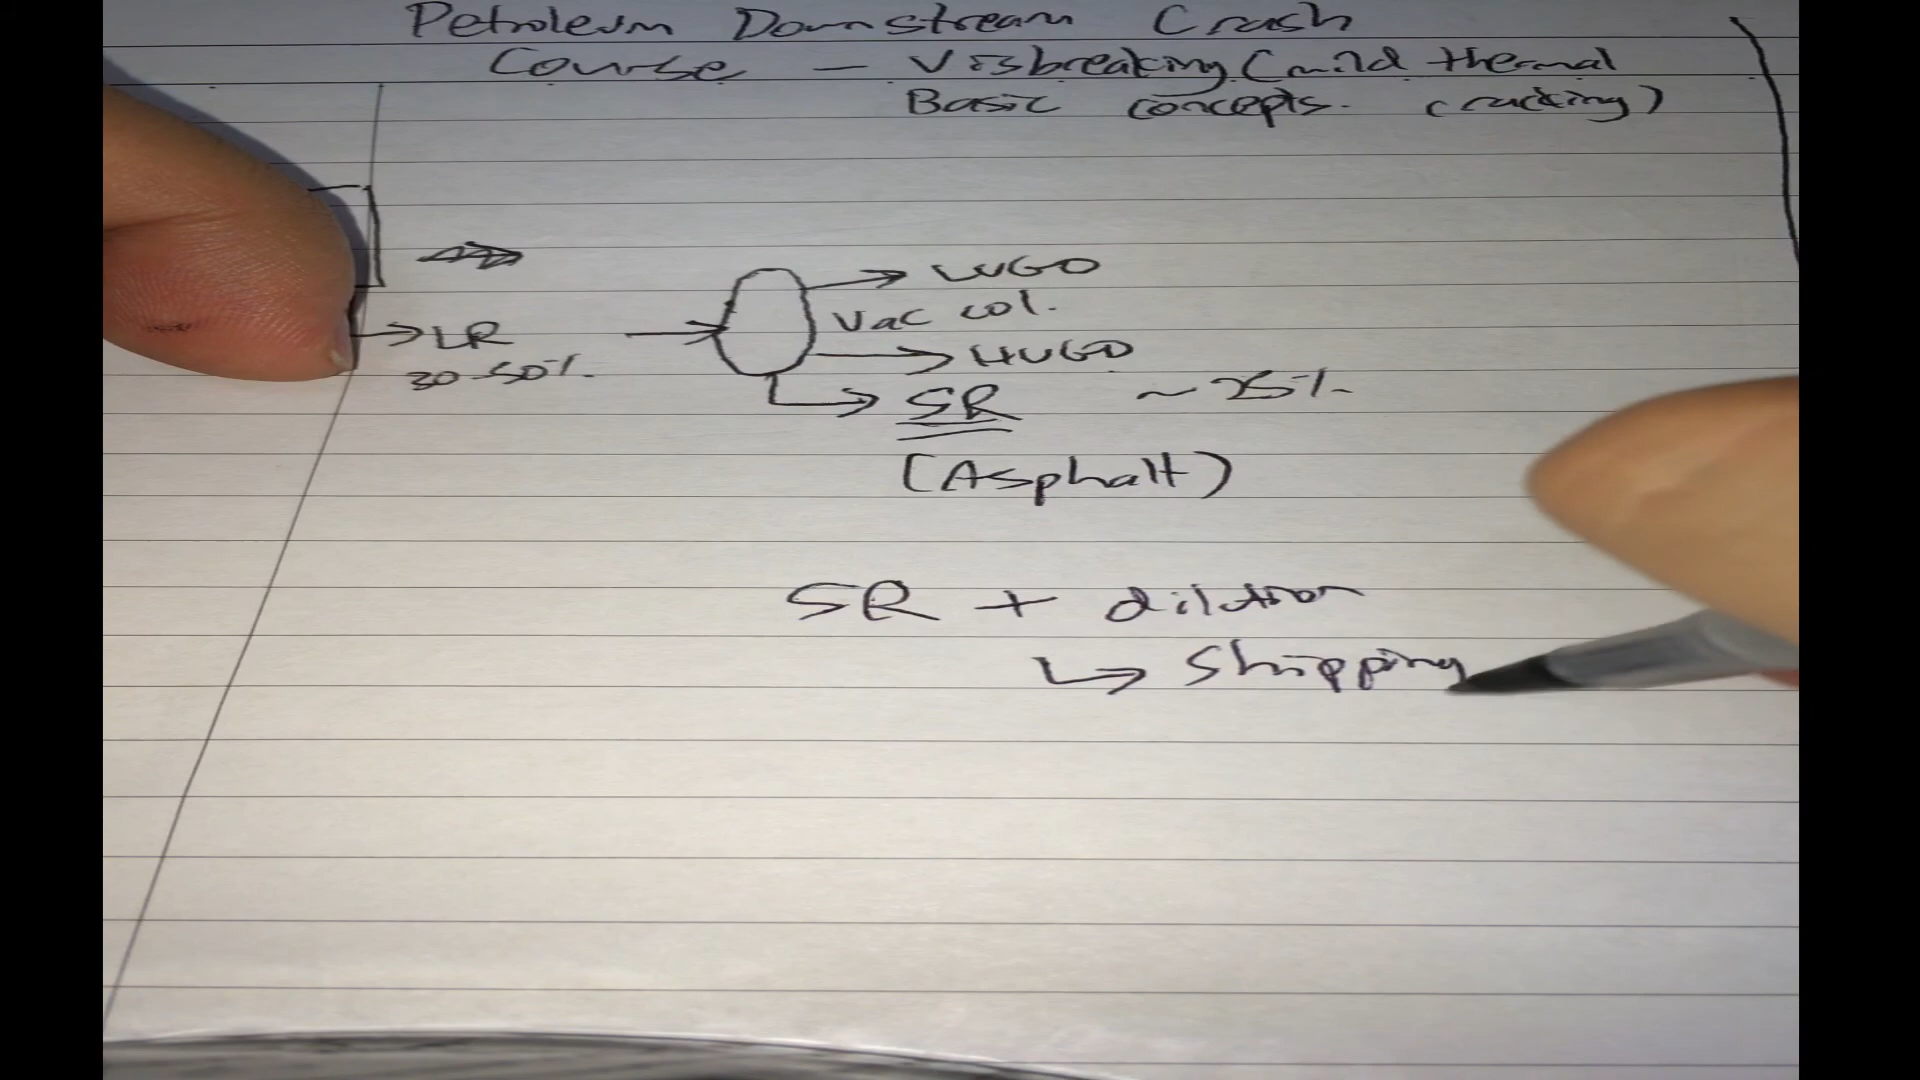 Petroleum Downstream Crash
Course - Visbreaking (mild thermal
Basic concepts. cracking)
LVGO
Vac col.
LR
30-50%.
HVGO
SR ~ 25%.
(Asphalt)
SR + dilution
Shipping